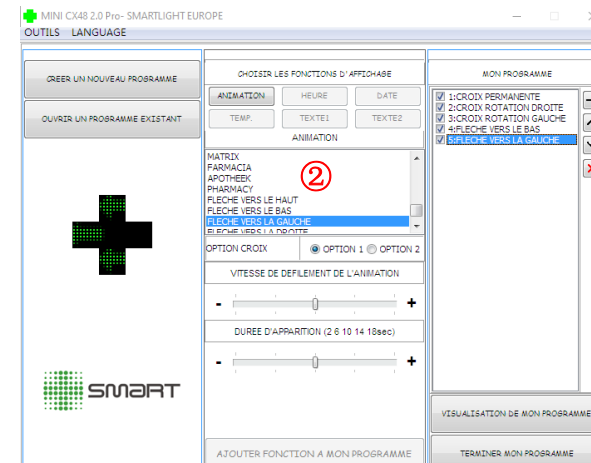 MINI CX48 2.0 Pro- SMARTLIGHT EUROPE
OUTILS LANGUAGE
CREER UN NOUVEAU PROGRAMME
OUVRIR UN PROGRAMME EXISTANT
SMART
CHOISIR LES FONCTIONS D'AFFICHAGE
ANIMATION HEURE DATE
TEMP. TEXTE1 TEXTE2
ANIMATION
MATRIX
FARMACIA
APOTHEEK
PHARMACY
FLECHE VERS LE HAUT
FLECHE VERS LE BAS
FLECHE VERS LA GAUCHE
FLECHE VERS LA DROITE
②
OPTION CROIX OPTION 1 OPTION 2
VITESSE DE DEFILEMENT DE L'ANIMATION
- +
DUREE D'APPARITION (2 6 10 14 18sec)
- +
AJOUTER FONCTION A MON PROGRAMME
MON PROGRAMME
1:CROIX PERMANENTE
2:CROIX ROTATION DROITE
3:CROIX ROTATION GAUCHE
4:FLECHE VERS LE BAS
5:FLECHE VERS LA GAUCHE
VISUALISATION DE MON PROGRAMME
TERMINER MON PROGRAMME